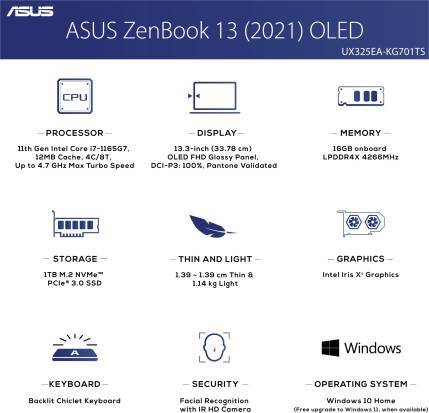 ASUS
ASUS ZenBook 13 (2021) OLED
UX325EA-KG701TS
CPU
PROCESSOR
11th Gen Intel Core i7-1165G7,
12MB Cache, 4C/8T,
Up to 4.7 GHz Max Turbo Speed
DISPLAY
13.3-inch (33.78 cm)
OLED FHD Glossy Panel,
DCI-P3: 100%, Pantone Validated
MEMORY
16GB onboard
LPDDR4X 4266MHz
STORAGE
1TB M.2 NVMe™
PCIe® 3.0 SSD
THIN AND LIGHT
1.39 ~ 1.39 cm Thin &
1.14 kg Light
GRAPHICS
Intel Iris Xᵉ Graphics
A
KEYBOARD
Backlit Chiclet Keyboard
SECURITY
Facial Recognition
with IR HD Camera
Windows
OPERATING SYSTEM
Windows 10 Home
(Free upgrade to Windows 11, when available)